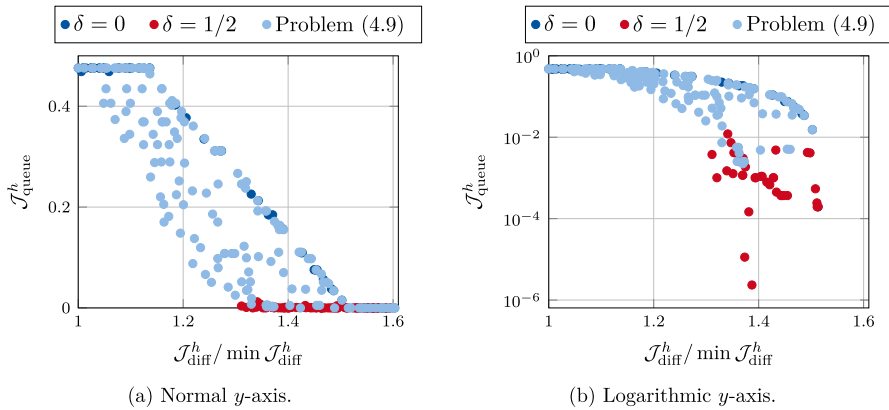 δ = 0 δ = 1/2 Problem (4.9)
0.4
0.2
0
1 1.2 1.4 1.6
𝒥^h_queue
𝒥^h_diff / min 𝒥^h_diff
(a) Normal y-axis.
δ = 0 δ = 1/2 Problem (4.9)
10^0
10^−2
10^−4
10^−6
1 1.2 1.4 1.6
𝒥^h_queue
𝒥^h_diff / min 𝒥^h_diff
(b) Logarithmic y-axis.